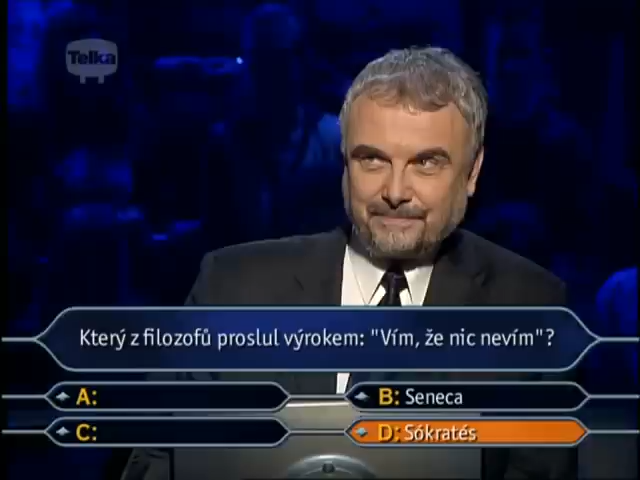 Telka
Který z filozofů proslul výrokem: "Vím, že nic nevím"?
A:
B: Seneca
C:
D: Sókratés